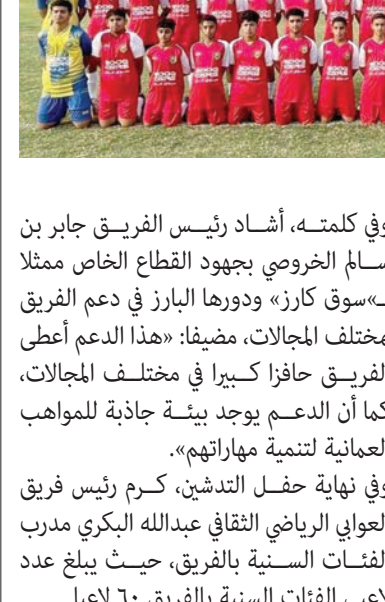 وفي كلمته، أشاد رئيس الفريق جابر بن
سالم الخروصي بجهود القطاع الخاص ممثلا
بـ«سوق كارز» ودورها البارز في دعم الفريق
بمختلف المجالات، مضيفا: «هذا الدعم أعطى
الفريق حافزا كبيرا في مختلف المجالات،
كما أن الدعم يوجد بيئة جاذبة للمواهب
العمانية لتنمية مهاراتهم».
وفي نهاية حفل التدشين، كرم رئيس فريق
العوابي الرياضي الثقافي عبدالله البكري مدرب
الفئات السنية بالفريق، حيث يبلغ عدد
لاعبي الفئات السنية بالفريق ٦٠ لاعبا